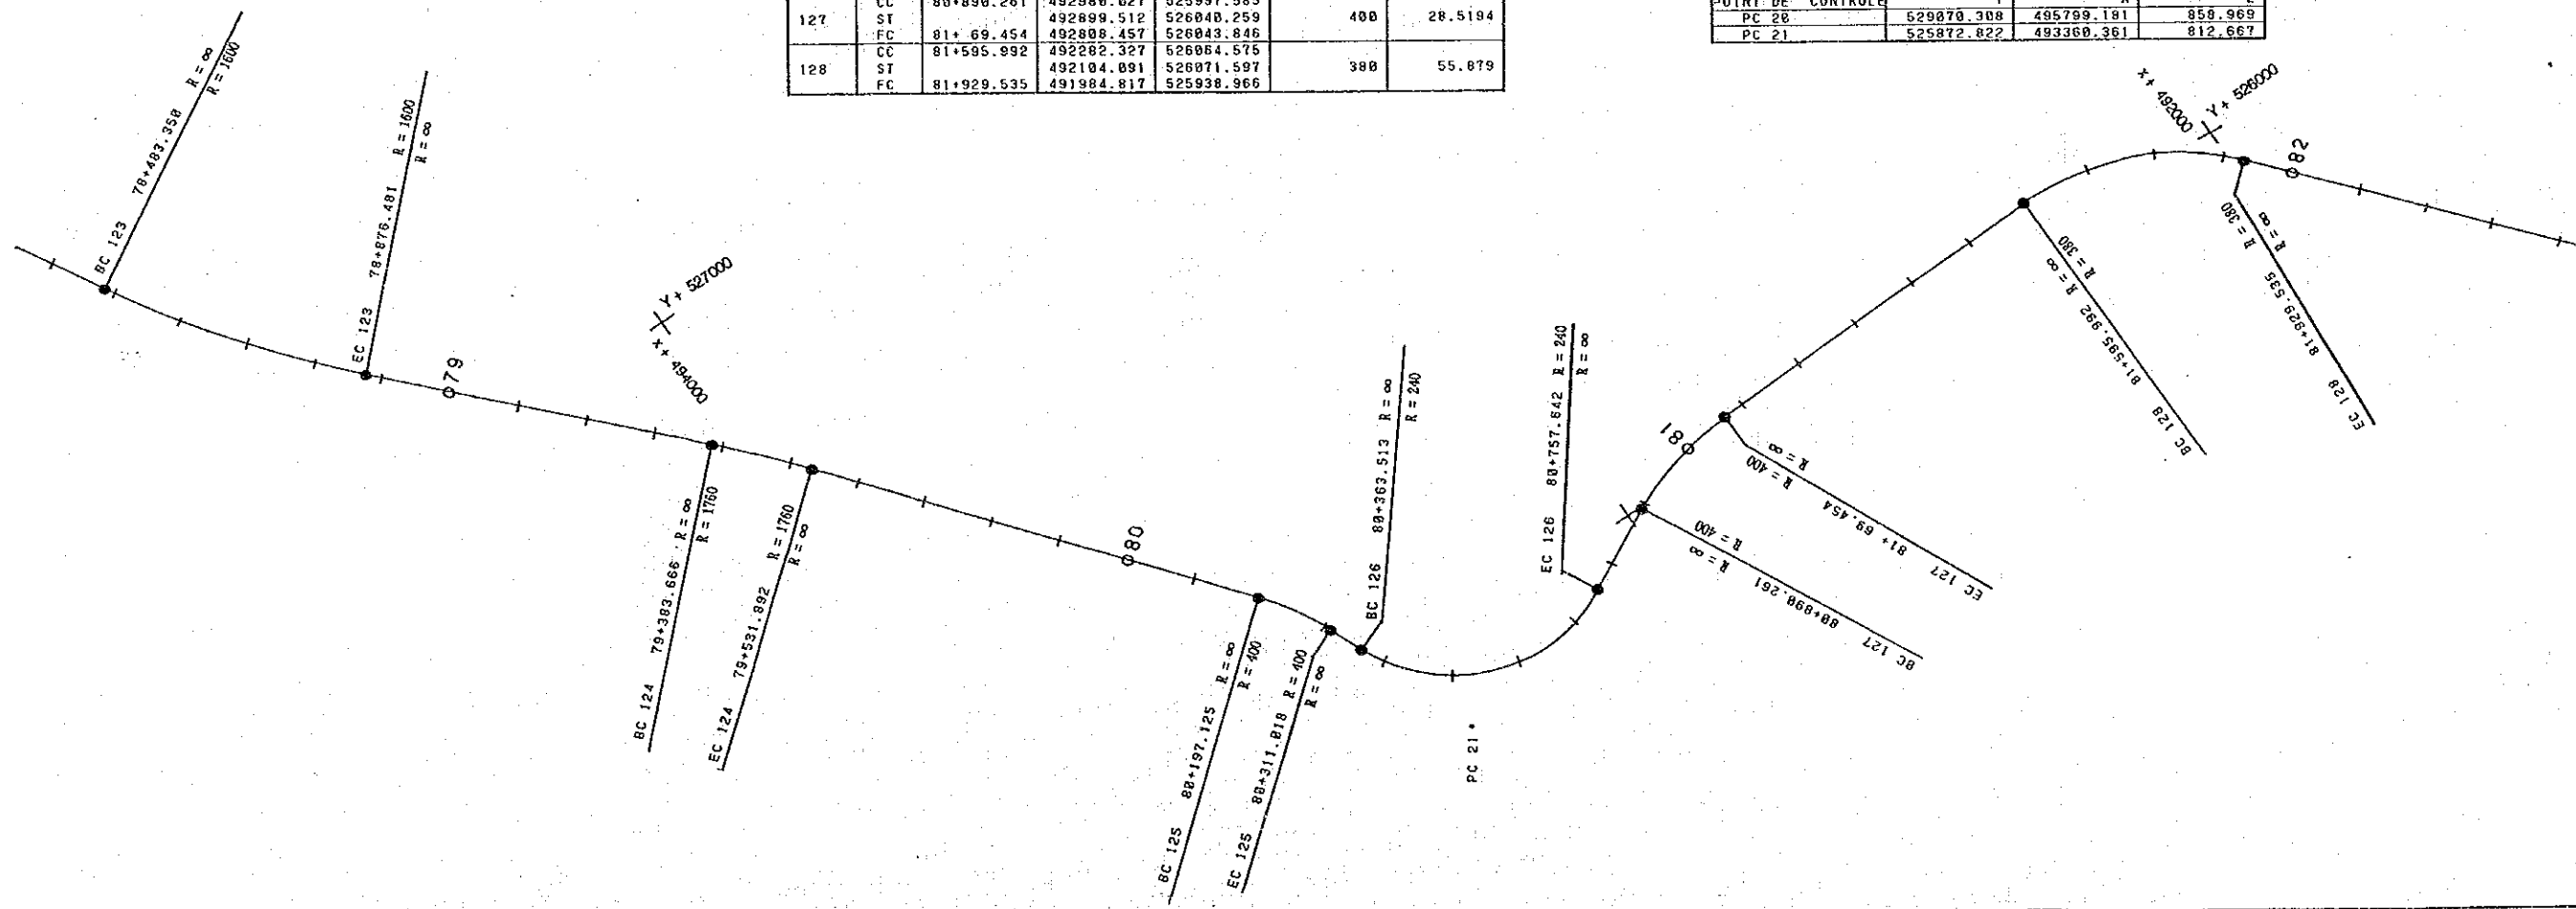 127 CC 80+890.261 492980.027 525997.583
ST 492899.512 526040.259 400 28.5194
FC 81+ 69.454 492808.457 526043.846
128 CC 81+595.992 492282.327 526064.575
ST 492104.091 526071.597 380 55.879
FC 81+929.535 491984.817 525938.966
POINT DE CONTROLE
PC 20 529070.308 495799.181 858.969
PC 21 525872.822 493360.361 812.667
BC 123 78+483.350 R = ∞
R = 1600
EC 123 78+876.481 R = 1600
R = ∞
79
Y+ 527000
x+ 494000
BC 124 79+383.666 R = ∞
R = 1760
EC 124 79+531.892 R = 1760
R = ∞
80
BC 125 80+197.125 R = ∞
R = 400
EC 125 80+311.018 R = 400
R = ∞
BC 126 80+363.513 R = ∞
R = 240
PC 21
EC 126 80+757.642 R = 240
R = ∞
BC 127 80+890.261 R = ∞
R = 400
81
EC 127 81+ 69.454 R = 400
R = ∞
BC 128 81+595.992 R = ∞
R = 380
x+ 492000
Y+ 526000
EC 128 81+929.535 R = ∞
R = 380
82